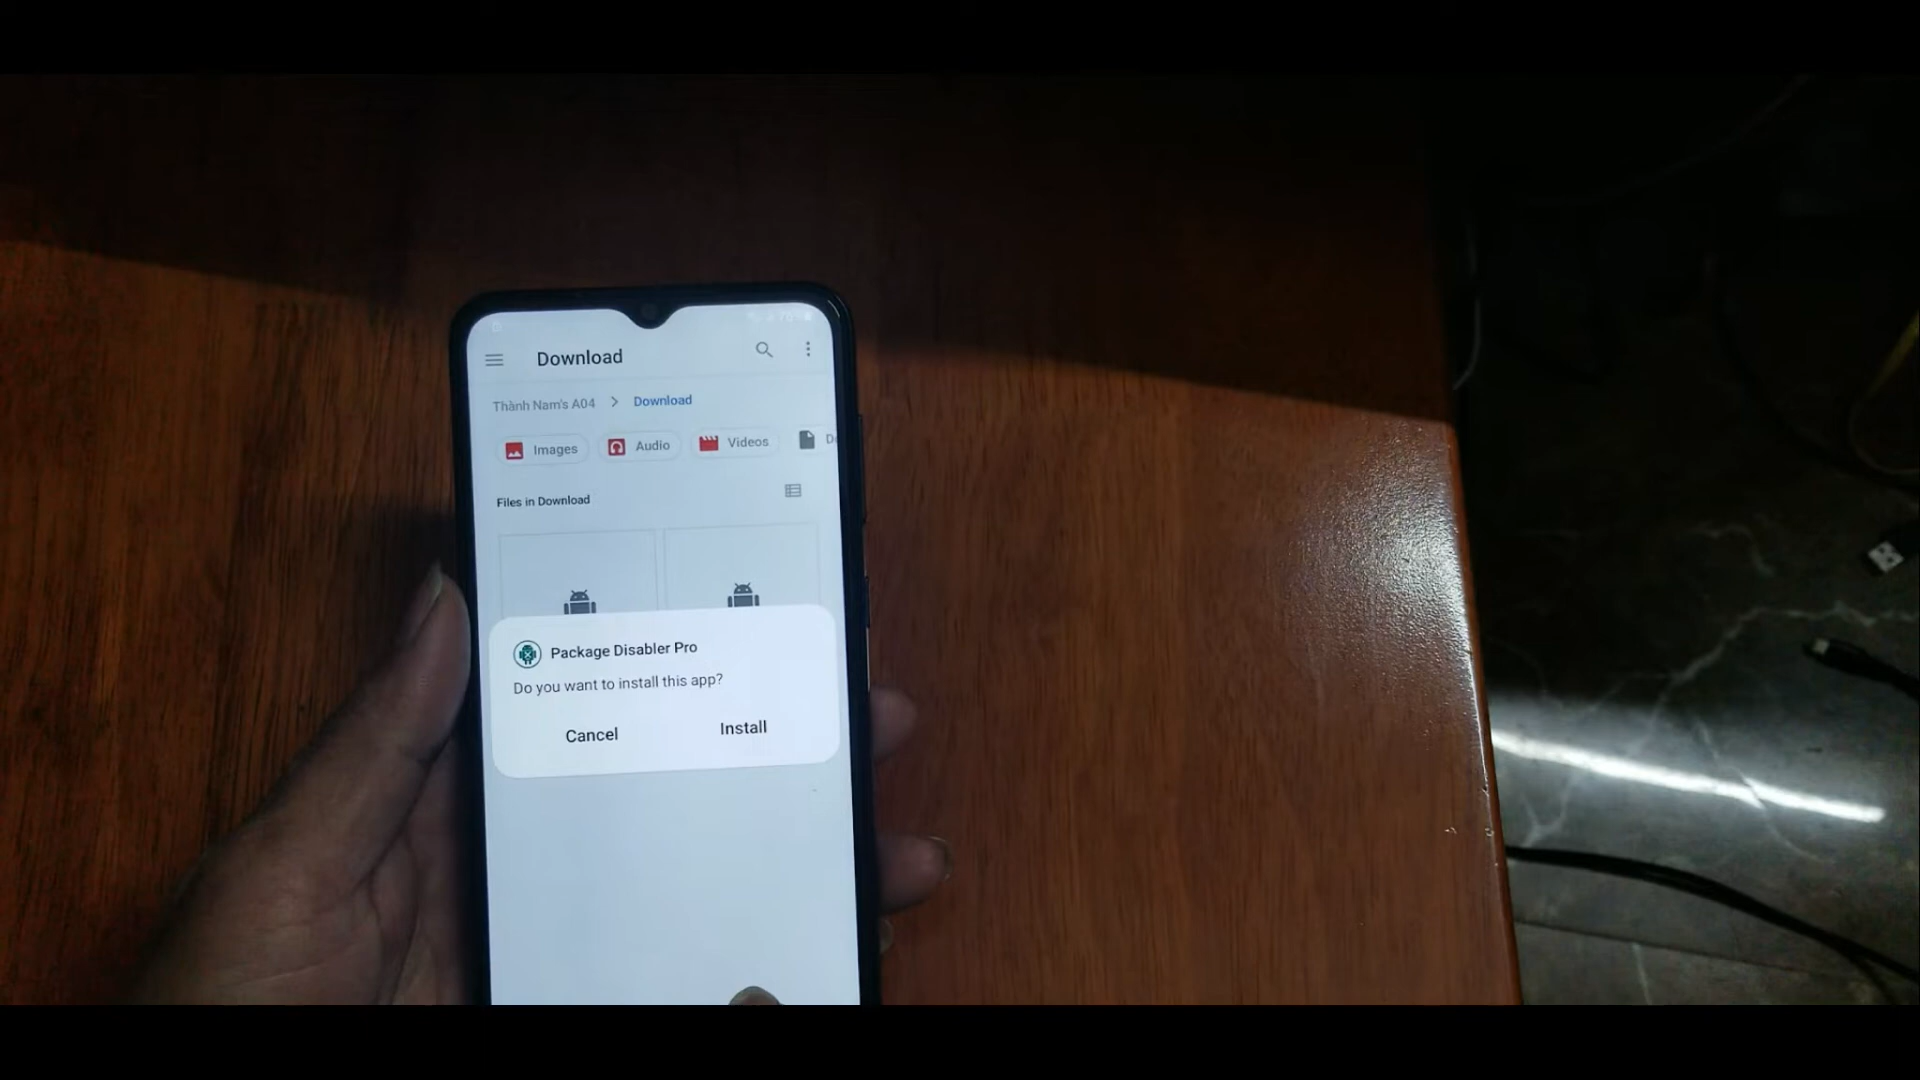 Download
Thành Nam's A04 > Download
Images Audio Videos
Files in Download
Package Disabler Pro
Do you want to install this app?
Cancel Install